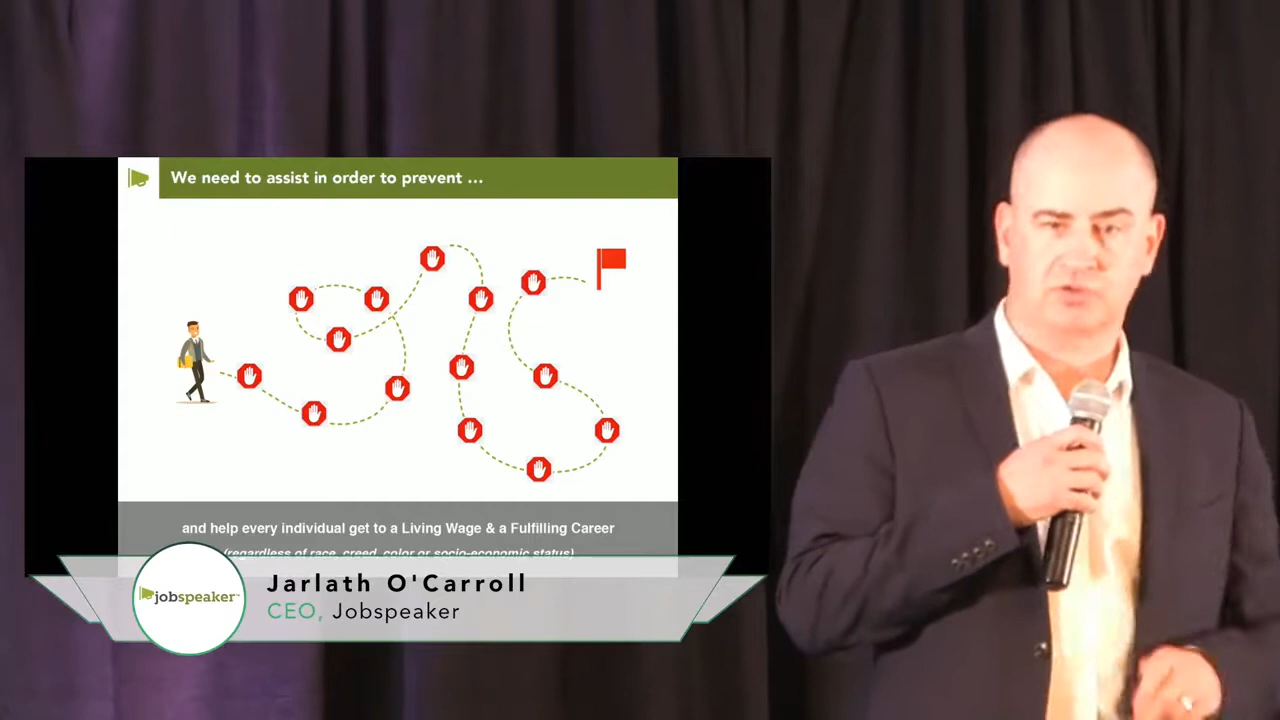 We need to assist in order to prevent ...
and help every individual get to a Living Wage & a Fulfilling Career
(regardless of race, creed, color or socio-economic status)
jobspeaker™
Jarlath O'Carroll
CEO, Jobspeaker